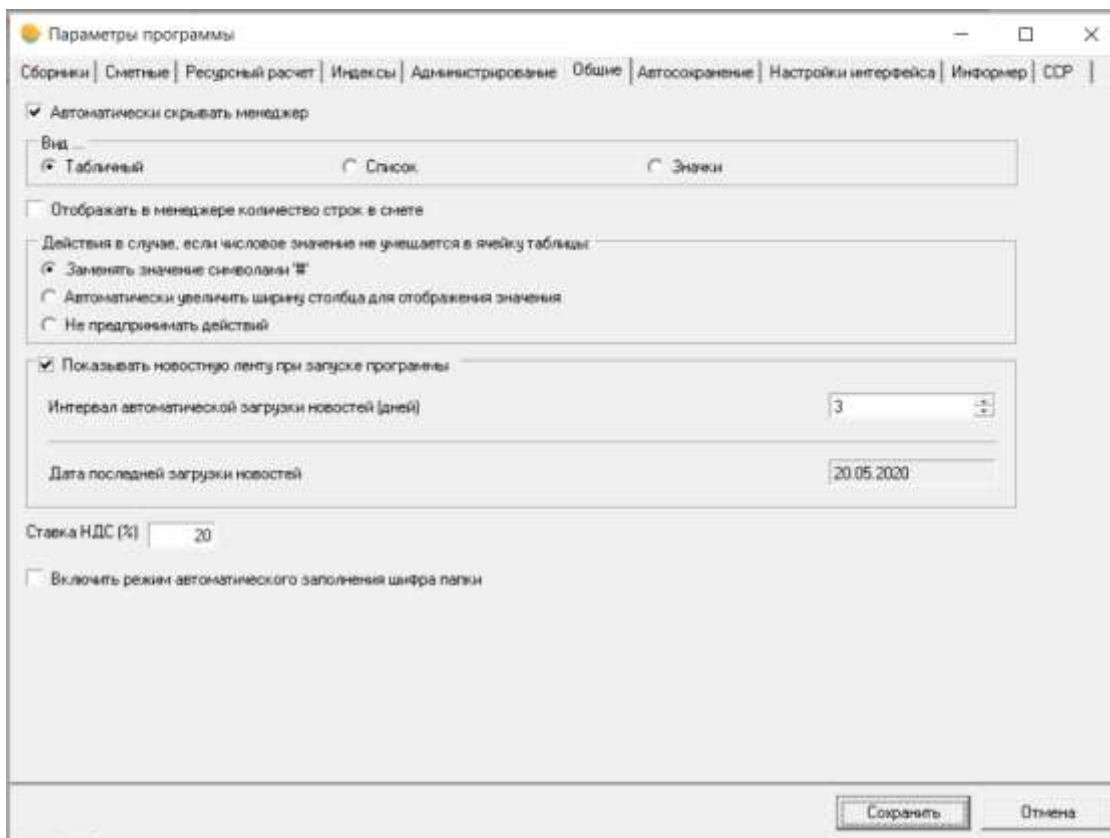 Параметры программы
Сборники Сметные Ресурсный расчет Индексы Администрирование Общие Автосохранение Настройки интерфейса Информер ССР
Автоматически скрывать менеджер
Вид ...
Табличный Список Значки
Отображать в менеджере количество строк в смете
Действия в случае, если числовое значение не умещается в ячейку таблицы
Заменять значение символами '#'
Автоматически увеличить ширину столбца для отображения значения
Не предпринимать действий
Показывать новостную ленту при запуске программы
Интервал автоматической загрузки новостей (дней) 3
Дата последней загрузки новостей 20.05.2020
Ставка НДС (%) 20
Включить режим автоматического заполнения шифра папки
Сохранить Отмена